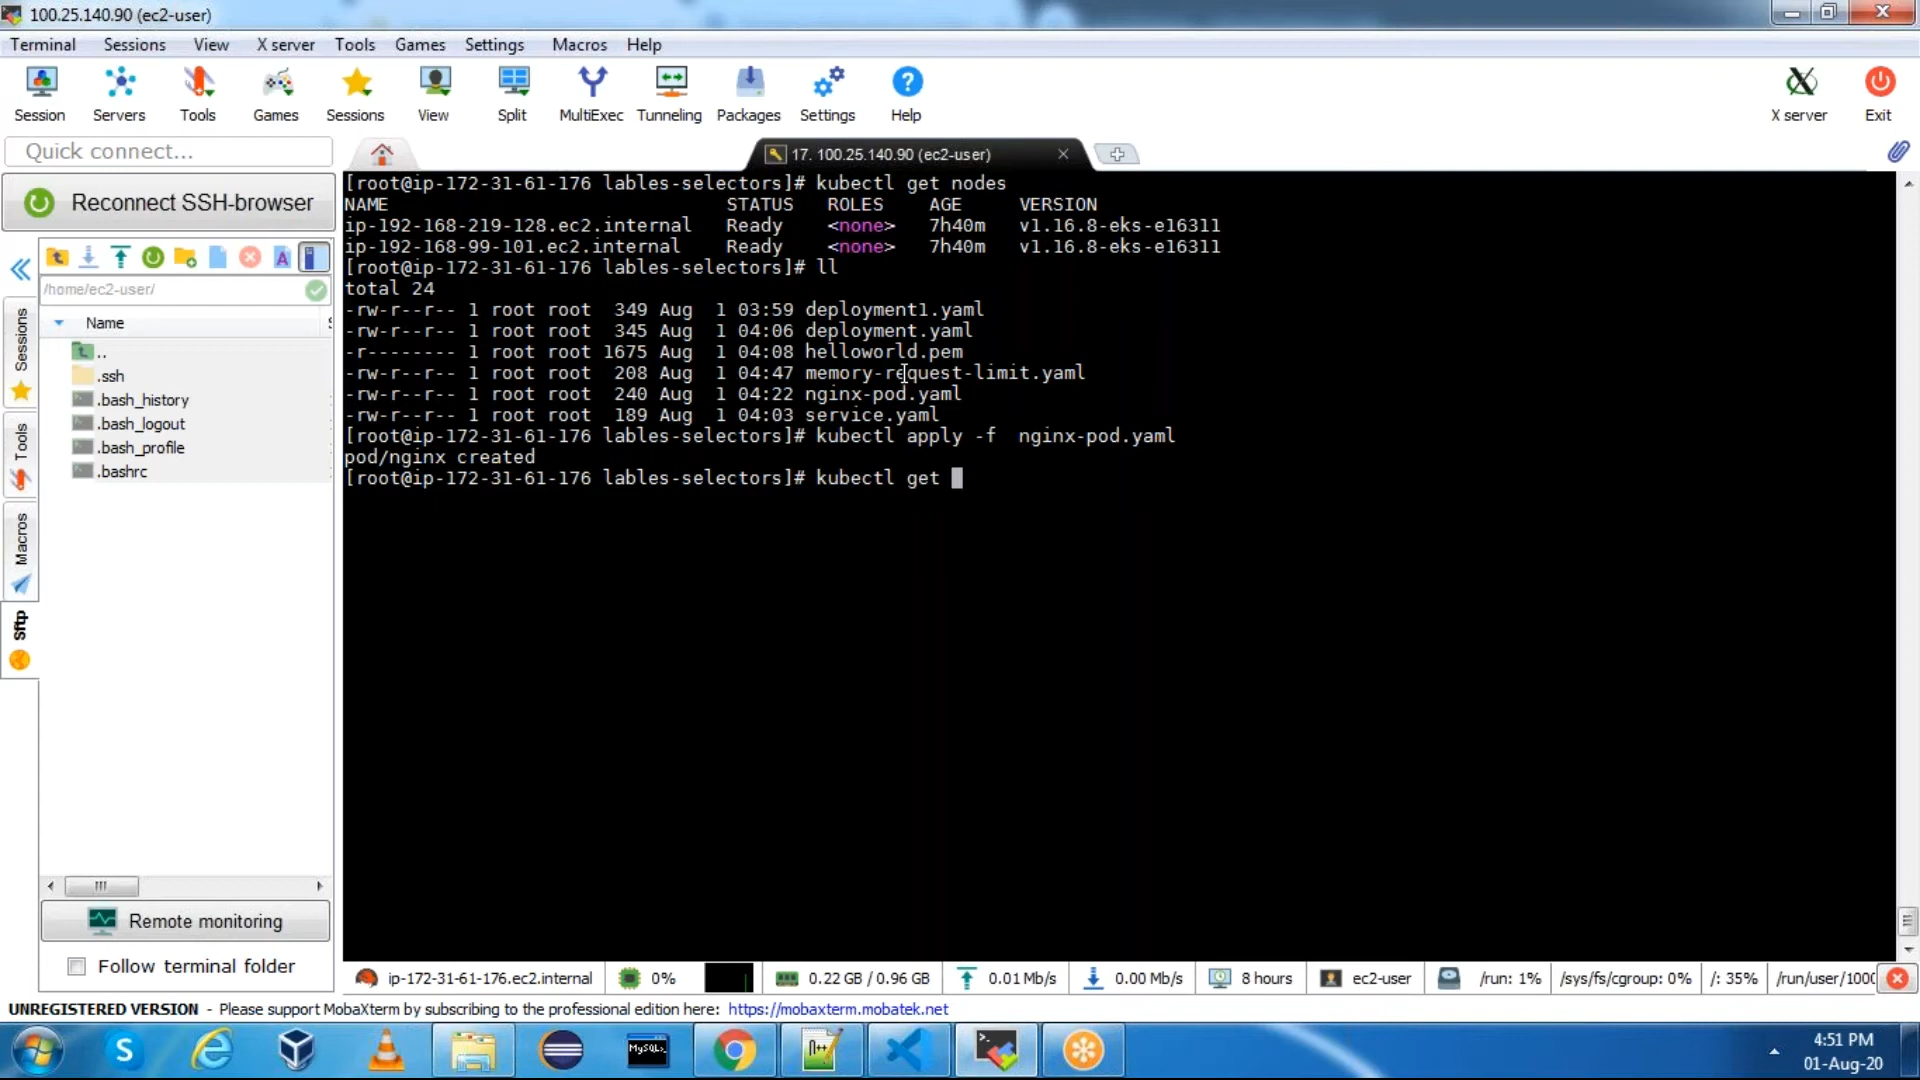 100.25.140.90 (ec2-user)
Terminal Sessions View X server Tools Games Settings Macros Help
Session Servers Tools Games Sessions View Split MultiExec Tunneling Packages Settings Help X server Exit
Quick connect...
17. 100.25.140.90 (ec2-user)
Reconnect SSH-browser
/home/ec2-user/
Name
..
.ssh
.bash_history
.bash_logout
.bash_profile
.bashrc
Sessions
Tools
Macros
Sftp
Remote monitoring
Follow terminal folder
[root@ip-172-31-61-176 lables-selectors]# kubectl get nodes
NAME STATUS ROLES AGE VERSION
ip-192-168-219-128.ec2.internal Ready <none> 7h40m v1.16.8-eks-e16311
ip-192-168-99-101.ec2.internal Ready <none> 7h40m v1.16.8-eks-e16311
[root@ip-172-31-61-176 lables-selectors]# ll
total 24
-rw-r--r-- 1 root root 349 Aug 1 03:59 deployment1.yaml
-rw-r--r-- 1 root root 345 Aug 1 04:06 deployment.yaml
-r-------- 1 root root 1675 Aug 1 04:08 helloworld.pem
-rw-r--r-- 1 root root 208 Aug 1 04:47 memory-request-limit.yaml
-rw-r--r-- 1 root root 240 Aug 1 04:22 nginx-pod.yaml
-rw-r--r-- 1 root root 189 Aug 1 04:03 service.yaml
[root@ip-172-31-61-176 lables-selectors]# kubectl apply -f nginx-pod.yaml
pod/nginx created
[root@ip-172-31-61-176 lables-selectors]# kubectl get
ip-172-31-61-176.ec2.internal 0% 0.22 GB / 0.96 GB 0.01 Mb/s 0.00 Mb/s 8 hours ec2-user /run: 1% /sys/fs/cgroup: 0% /: 35% /run/user/1000
UNREGISTERED VERSION - Please support MobaXterm by subscribing to the professional edition here: https://mobaxterm.mobatek.net
MySQL
4:51 PM
01-Aug-20